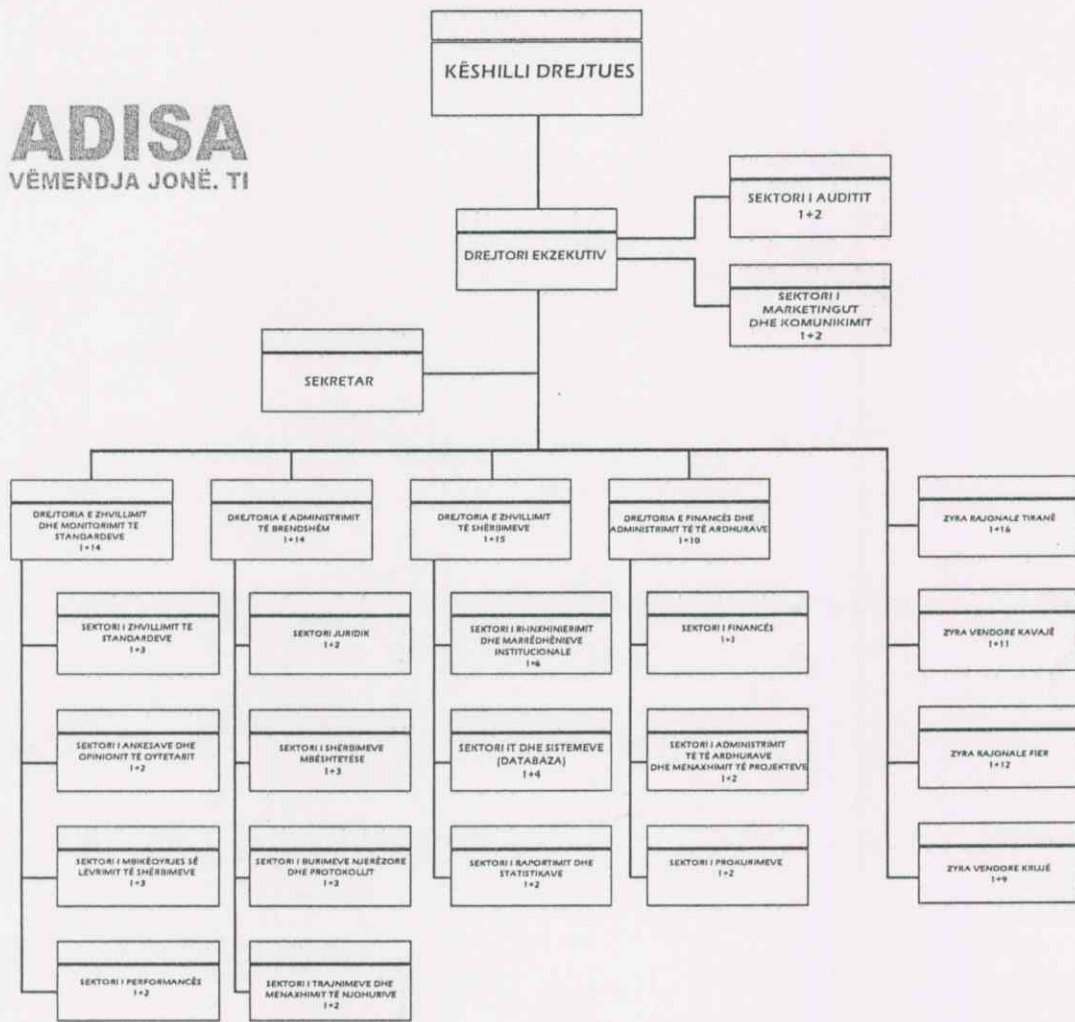 ADISA
VËMENDJA JONË. TI
KËSHILLI DREJTUES
DREJTORI EKZEKUTIV
SEKTORI I AUDITIT
1+2
SEKTORI I
MARKETINGUT
DHE KOMUNIKIMIT
1+2
SEKRETAR
DREJTORIA E ZHVILLIMIT
DHE MONITORIMIT TË
STANDARDEVE
1+14
SEKTORI I ZHVILLIMIT TË
STANDARDEVE
1+3
SEKTORI I ANKESAVE DHE
OPINIONIT TË QYTETARIT
1+2
SEKTORI I MBIKËQYRJES SË
LËVRIMIT TË SHËRBIMEVE
1+3
SEKTORI I PERFORMANCËS
1+2
DREJTORIA E ADMINISTRIMIT
TË BRENDSHËM
1+14
SEKTORI JURIDIK
1+2
SEKTORI I SHËRBIMEVE
MBËSHTETËSE
1+3
SEKTORI I BURIMEVE NJERËZORE
DHE PROTOKOLLIT
1+3
SEKTORI I TRAJNIMEVE DHE
MENAXHIMIT TË NJOHURIVE
1+2
DREJTORIA E ZHVILLIMIT
TË SHËRBIMEVE
1+15
SEKTORI I RI-INXHINIERIMIT
DHE MARRËDHËNIEVE
INSTITUCIONALE
1+6
SEKTORI IT DHE SISTEMEVE
(DATABAZA)
1+4
SEKTORI I RAPORTIMIT DHE
STATISTIKAVE
1+2
DREJTORIA E FINANCËS DHE
ADMINISTRIMIT TË TË ARDHURAVE
1+10
SEKTORI I FINANCËS
SEKTORI I ADMINISTRIMIT
TË TË ARDHURAVE
DHE MENAXHIMIT TË PROJEKTEVE
1+2
SEKTORI I PROKURIMEVE
1+2
ZYRA RAJONALE TIRANË
1+16
ZYRA VENDORE KAVAJË
1+11
ZYRA RAJONALE FIER
1+12
ZYRA VENDORE KRUJË
1+9